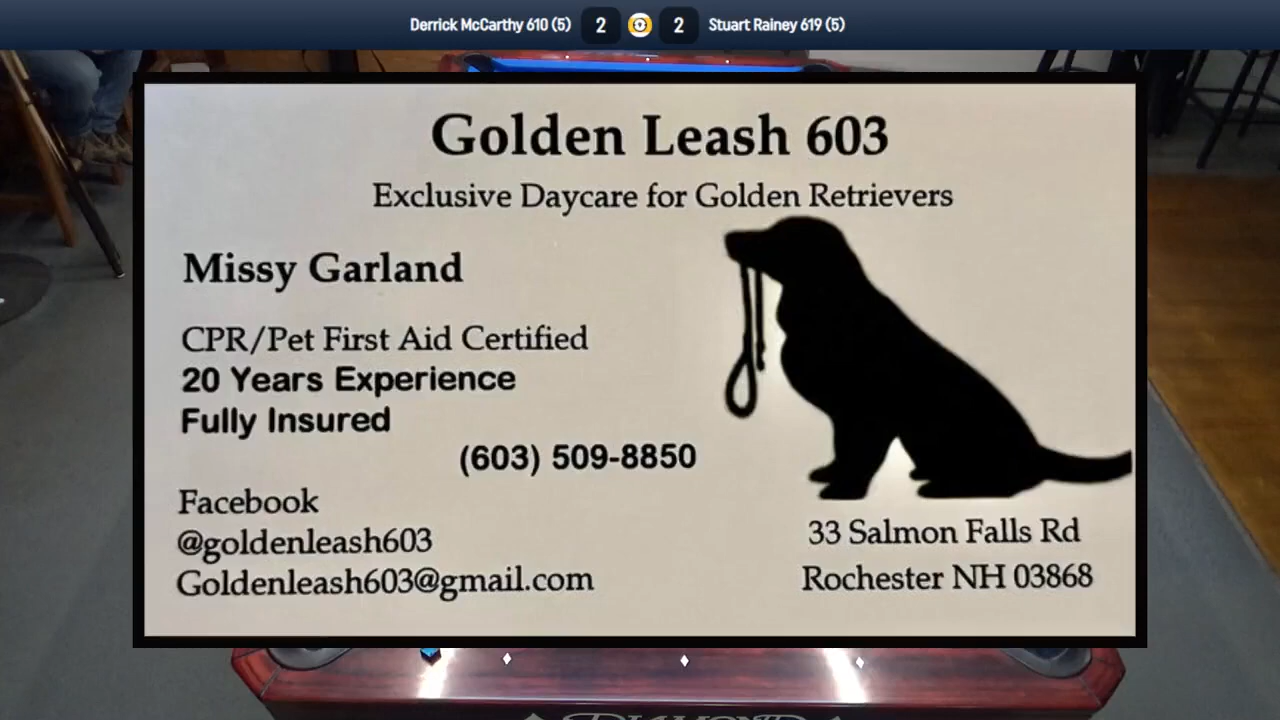 Derrick McCarthy 610 (5) 2 2 Stuart Rainey 619 (5)
Golden Leash 603
Exclusive Daycare for Golden Retrievers
Missy Garland
CPR/Pet First Aid Certified
20 Years Experience
Fully Insured
(603) 509-8850
Facebook
@goldenleash603
Goldenleash603@gmail.com
33 Salmon Falls Rd
Rochester NH 03868
DIAMOND